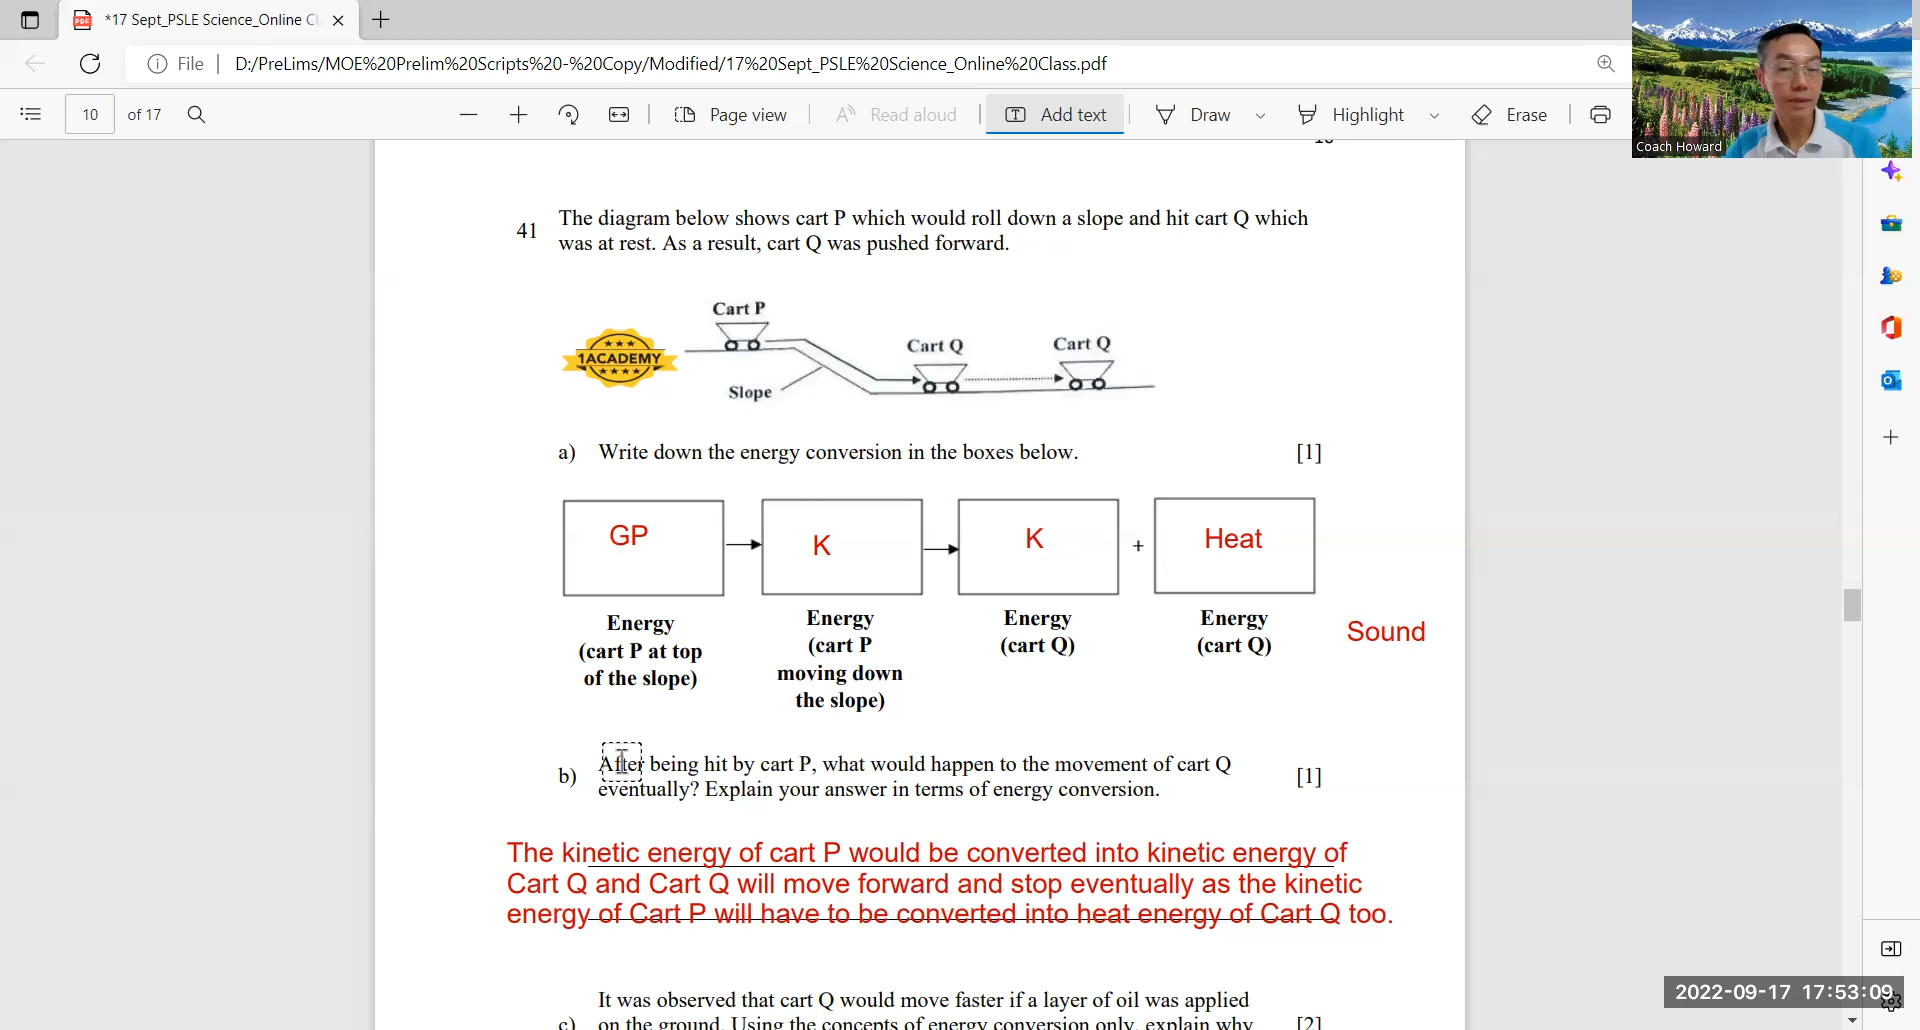 *17 Sept_PSLE Science_Online Cl
File D:/PreLims/MOE%20Prelim%20Scripts%20-%20Copy/Modified/17%20Sept_PSLE%20Science_Online%20Class.pdf
10 of 17 Page view Read aloud Add text Draw Highlight Erase
Coach Howard
41 The diagram below shows cart P which would roll down a slope and hit cart Q which
was at rest. As a result, cart Q was pushed forward.
Cart P
Cart Q
Cart Q
1ACADEMY
Slope
a) Write down the energy conversion in the boxes below. [1]
GP K K + Heat
Energy
(cart P at top
of the slope)
Energy
(cart P
moving down
the slope)
Energy
(cart Q)
Energy
(cart Q)
Sound
b) After being hit by cart P, what would happen to the movement of cart Q [1]
eventually? Explain your answer in terms of energy conversion.
The kinetic energy of cart P would be converted into kinetic energy of
Cart Q and Cart Q will move forward and stop eventually as the kinetic
energy of Cart P will have to be converted into heat energy of Cart Q too.
It was observed that cart Q would move faster if a layer of oil was applied
c) on the ground. Using the concepts of energy conversion only, explain why [2]
2022-09-17 17:53:09